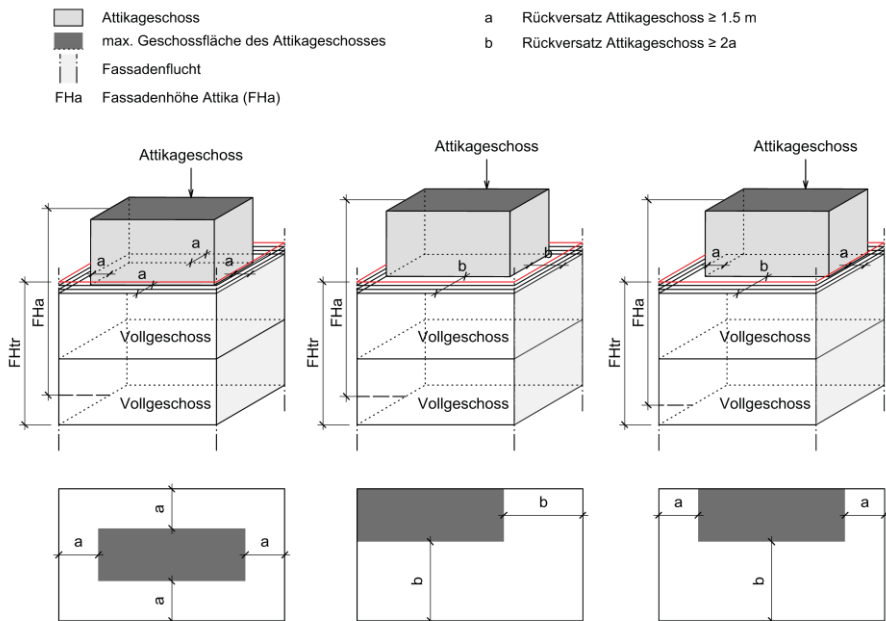 Attikageschoss
max. Geschossfläche des Attikageschosses
Fassadenflucht
FHa Fassadenhöhe Attika (FHa)
a Rückversatz Attikageschoss ≥ 1.5 m
b Rückversatz Attikageschoss ≥ 2a
Attikageschoss
a
a
a
a
FHa
FHtr
Vollgeschoss
Vollgeschoss
Attikageschoss
b
b
FHa
FHtr
Vollgeschoss
Vollgeschoss
Attikageschoss
a
a
b
FHa
FHtr
Vollgeschoss
Vollgeschoss
a
a
a
a
b
b
a
a
b